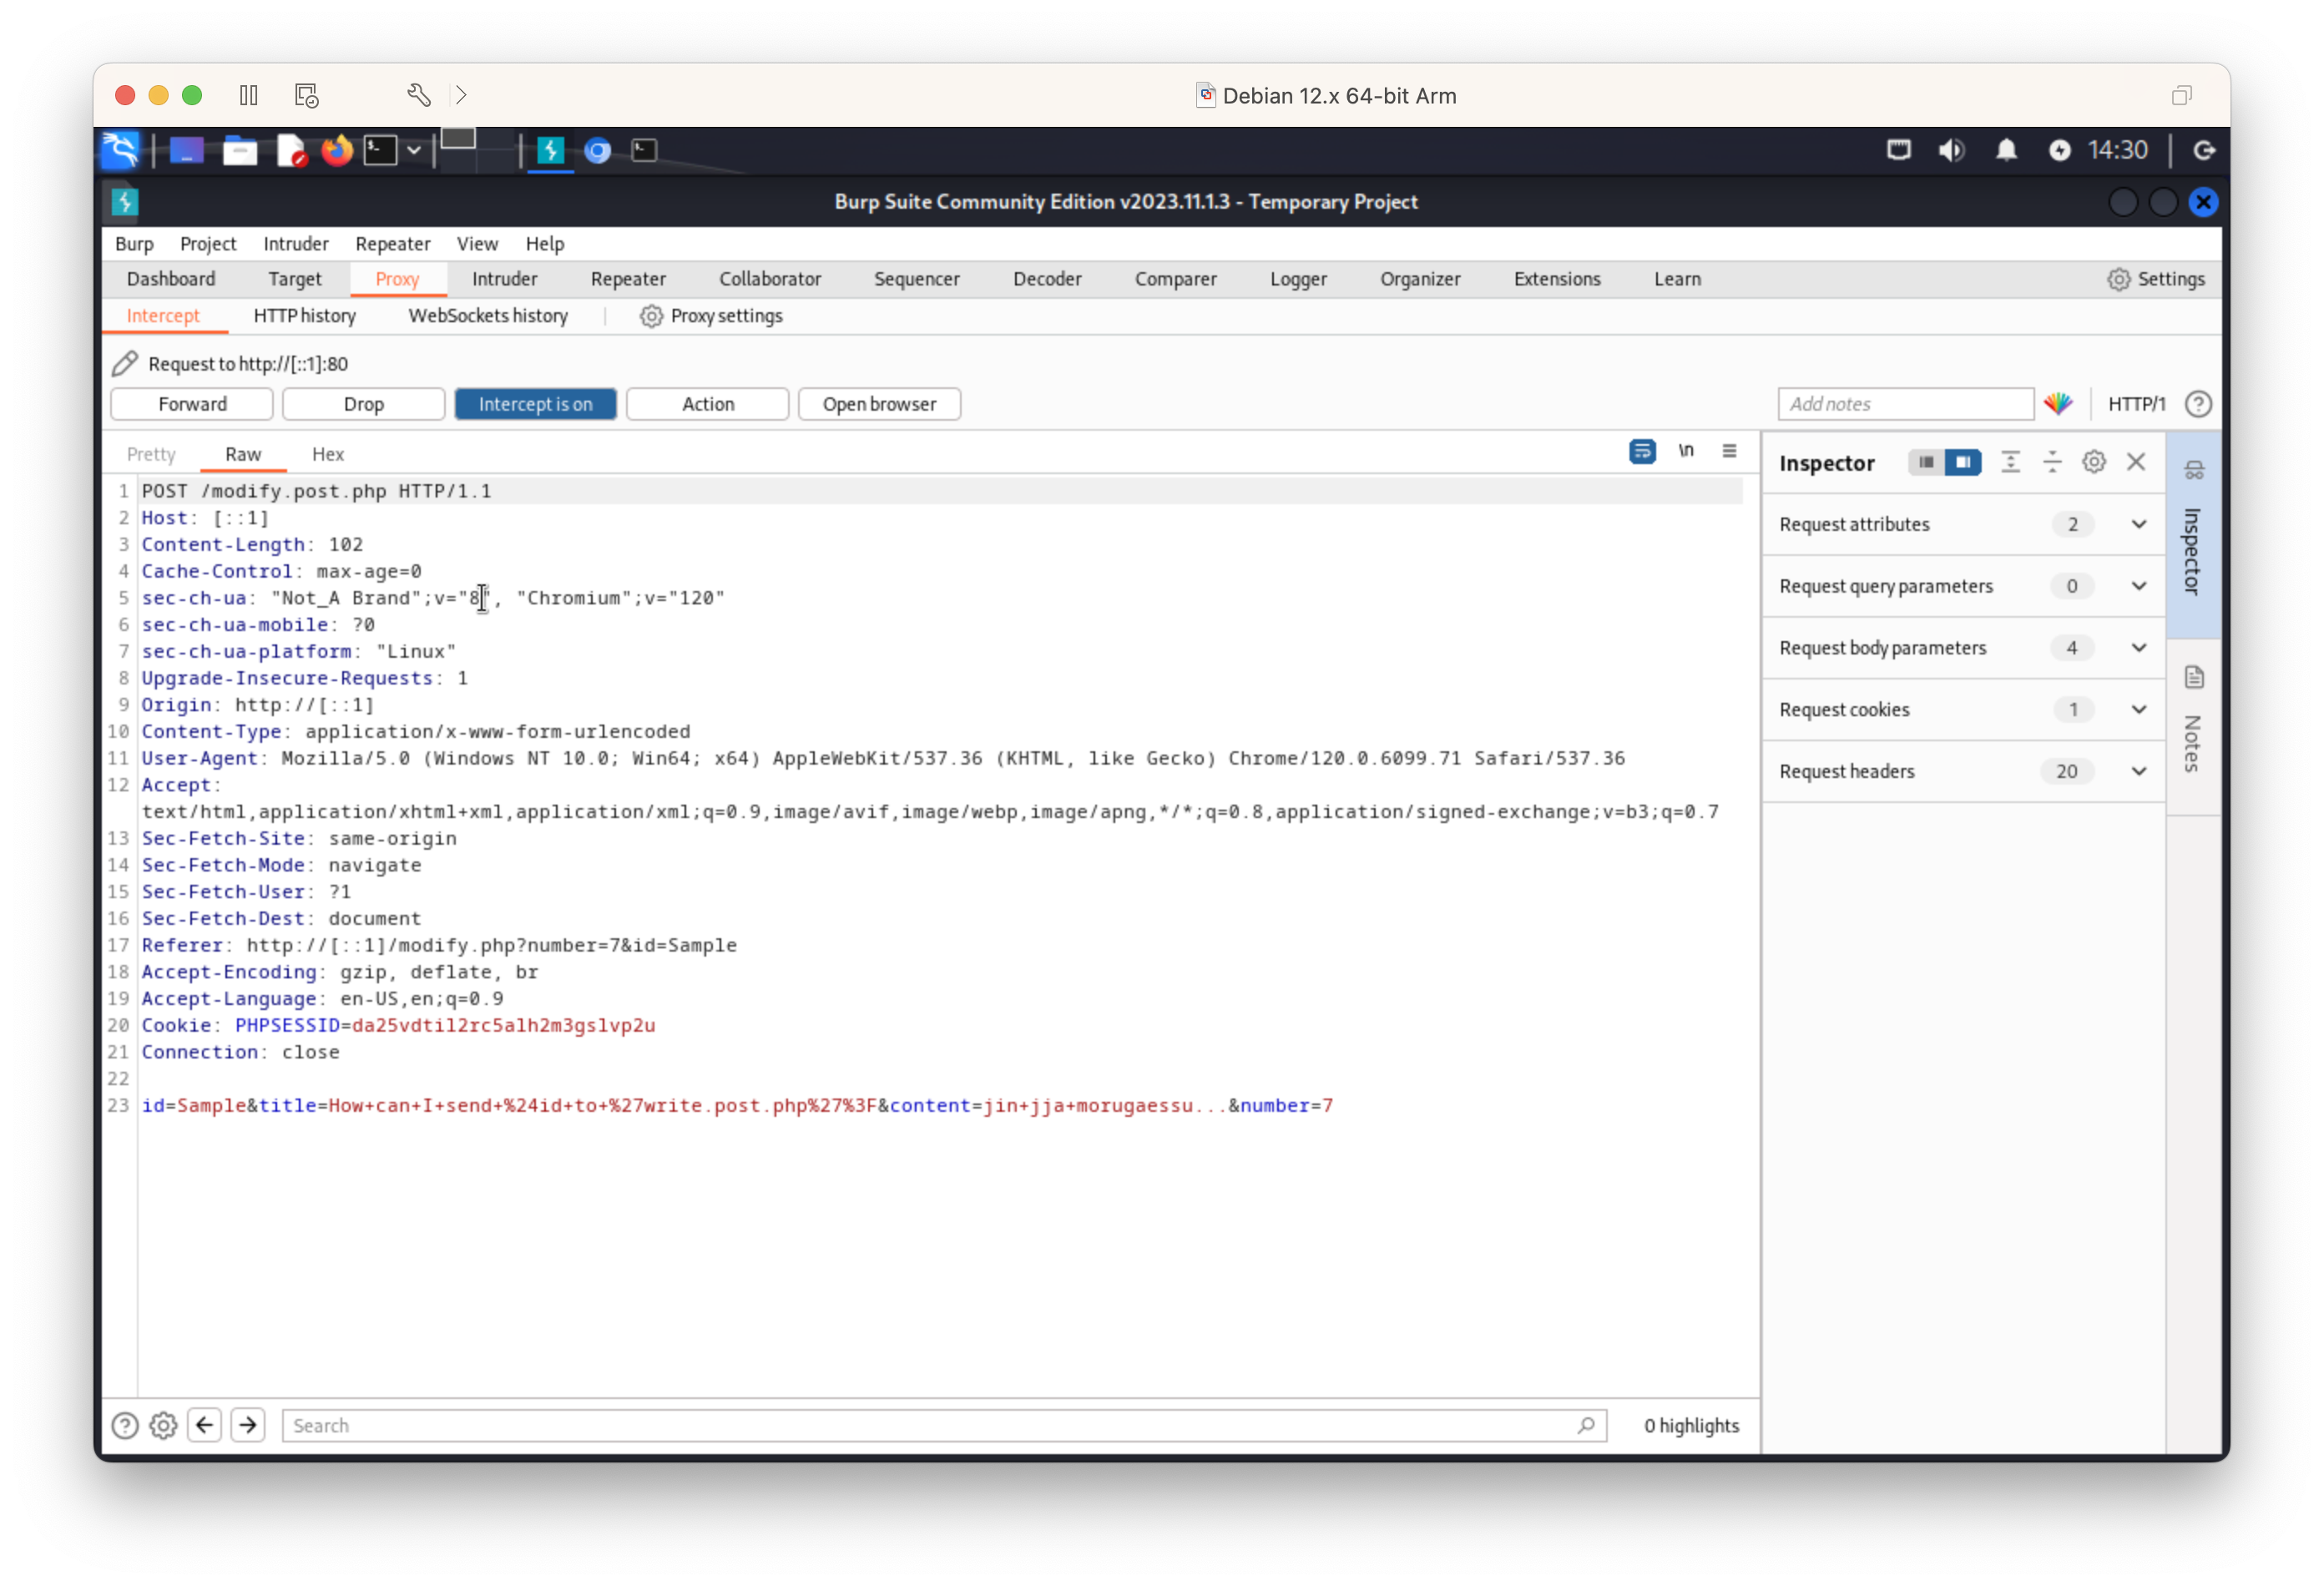 Debian 12.x 64-bit Arm
14:30
Burp Suite Community Edition v2023.11.1.3 - Temporary Project
Burp Project Intruder Repeater View Help
Dashboard Target Proxy Intruder Repeater Collaborator Sequencer Decoder Comparer Logger Organizer Extensions Learn Settings
Intercept HTTP history WebSockets history Proxy settings
Request to http://[::1]:80
Forward Drop Intercept is on Action Open browser Add notes HTTP/1
Pretty Raw Hex \n
1 POST /modify.post.php HTTP/1.1
2 Host: [::1]
3 Content-Length: 102
4 Cache-Control: max-age=0
5 sec-ch-ua: "Not_A Brand";v="8", "Chromium";v="120"
6 sec-ch-ua-mobile: ?0
7 sec-ch-ua-platform: "Linux"
8 Upgrade-Insecure-Requests: 1
9 Origin: http://[::1]
10 Content-Type: application/x-www-form-urlencoded
11 User-Agent: Mozilla/5.0 (Windows NT 10.0; Win64; x64) AppleWebKit/537.36 (KHTML, like Gecko) Chrome/120.0.6099.71 Safari/537.36
12 Accept:
text/html,application/xhtml+xml,application/xml;q=0.9,image/avif,image/webp,image/apng,*/*;q=0.8,application/signed-exchange;v=b3;q=0.7
13 Sec-Fetch-Site: same-origin
14 Sec-Fetch-Mode: navigate
15 Sec-Fetch-User: ?1
16 Sec-Fetch-Dest: document
17 Referer: http://[::1]/modify.php?number=7&id=Sample
18 Accept-Encoding: gzip, deflate, br
19 Accept-Language: en-US,en;q=0.9
20 Cookie: PHPSESSID=da25vdtil2rc5alh2m3gslvp2u
21 Connection: close
22
23 id=Sample&title=How+can+I+send+%24id+to+%27write.post.php%27%3F&content=jin+jja+morugaessu...&number=7
Inspector
Request attributes 2
Request query parameters 0
Request body parameters 4
Request cookies 1
Request headers 20
Inspector
Notes
Search
0 highlights